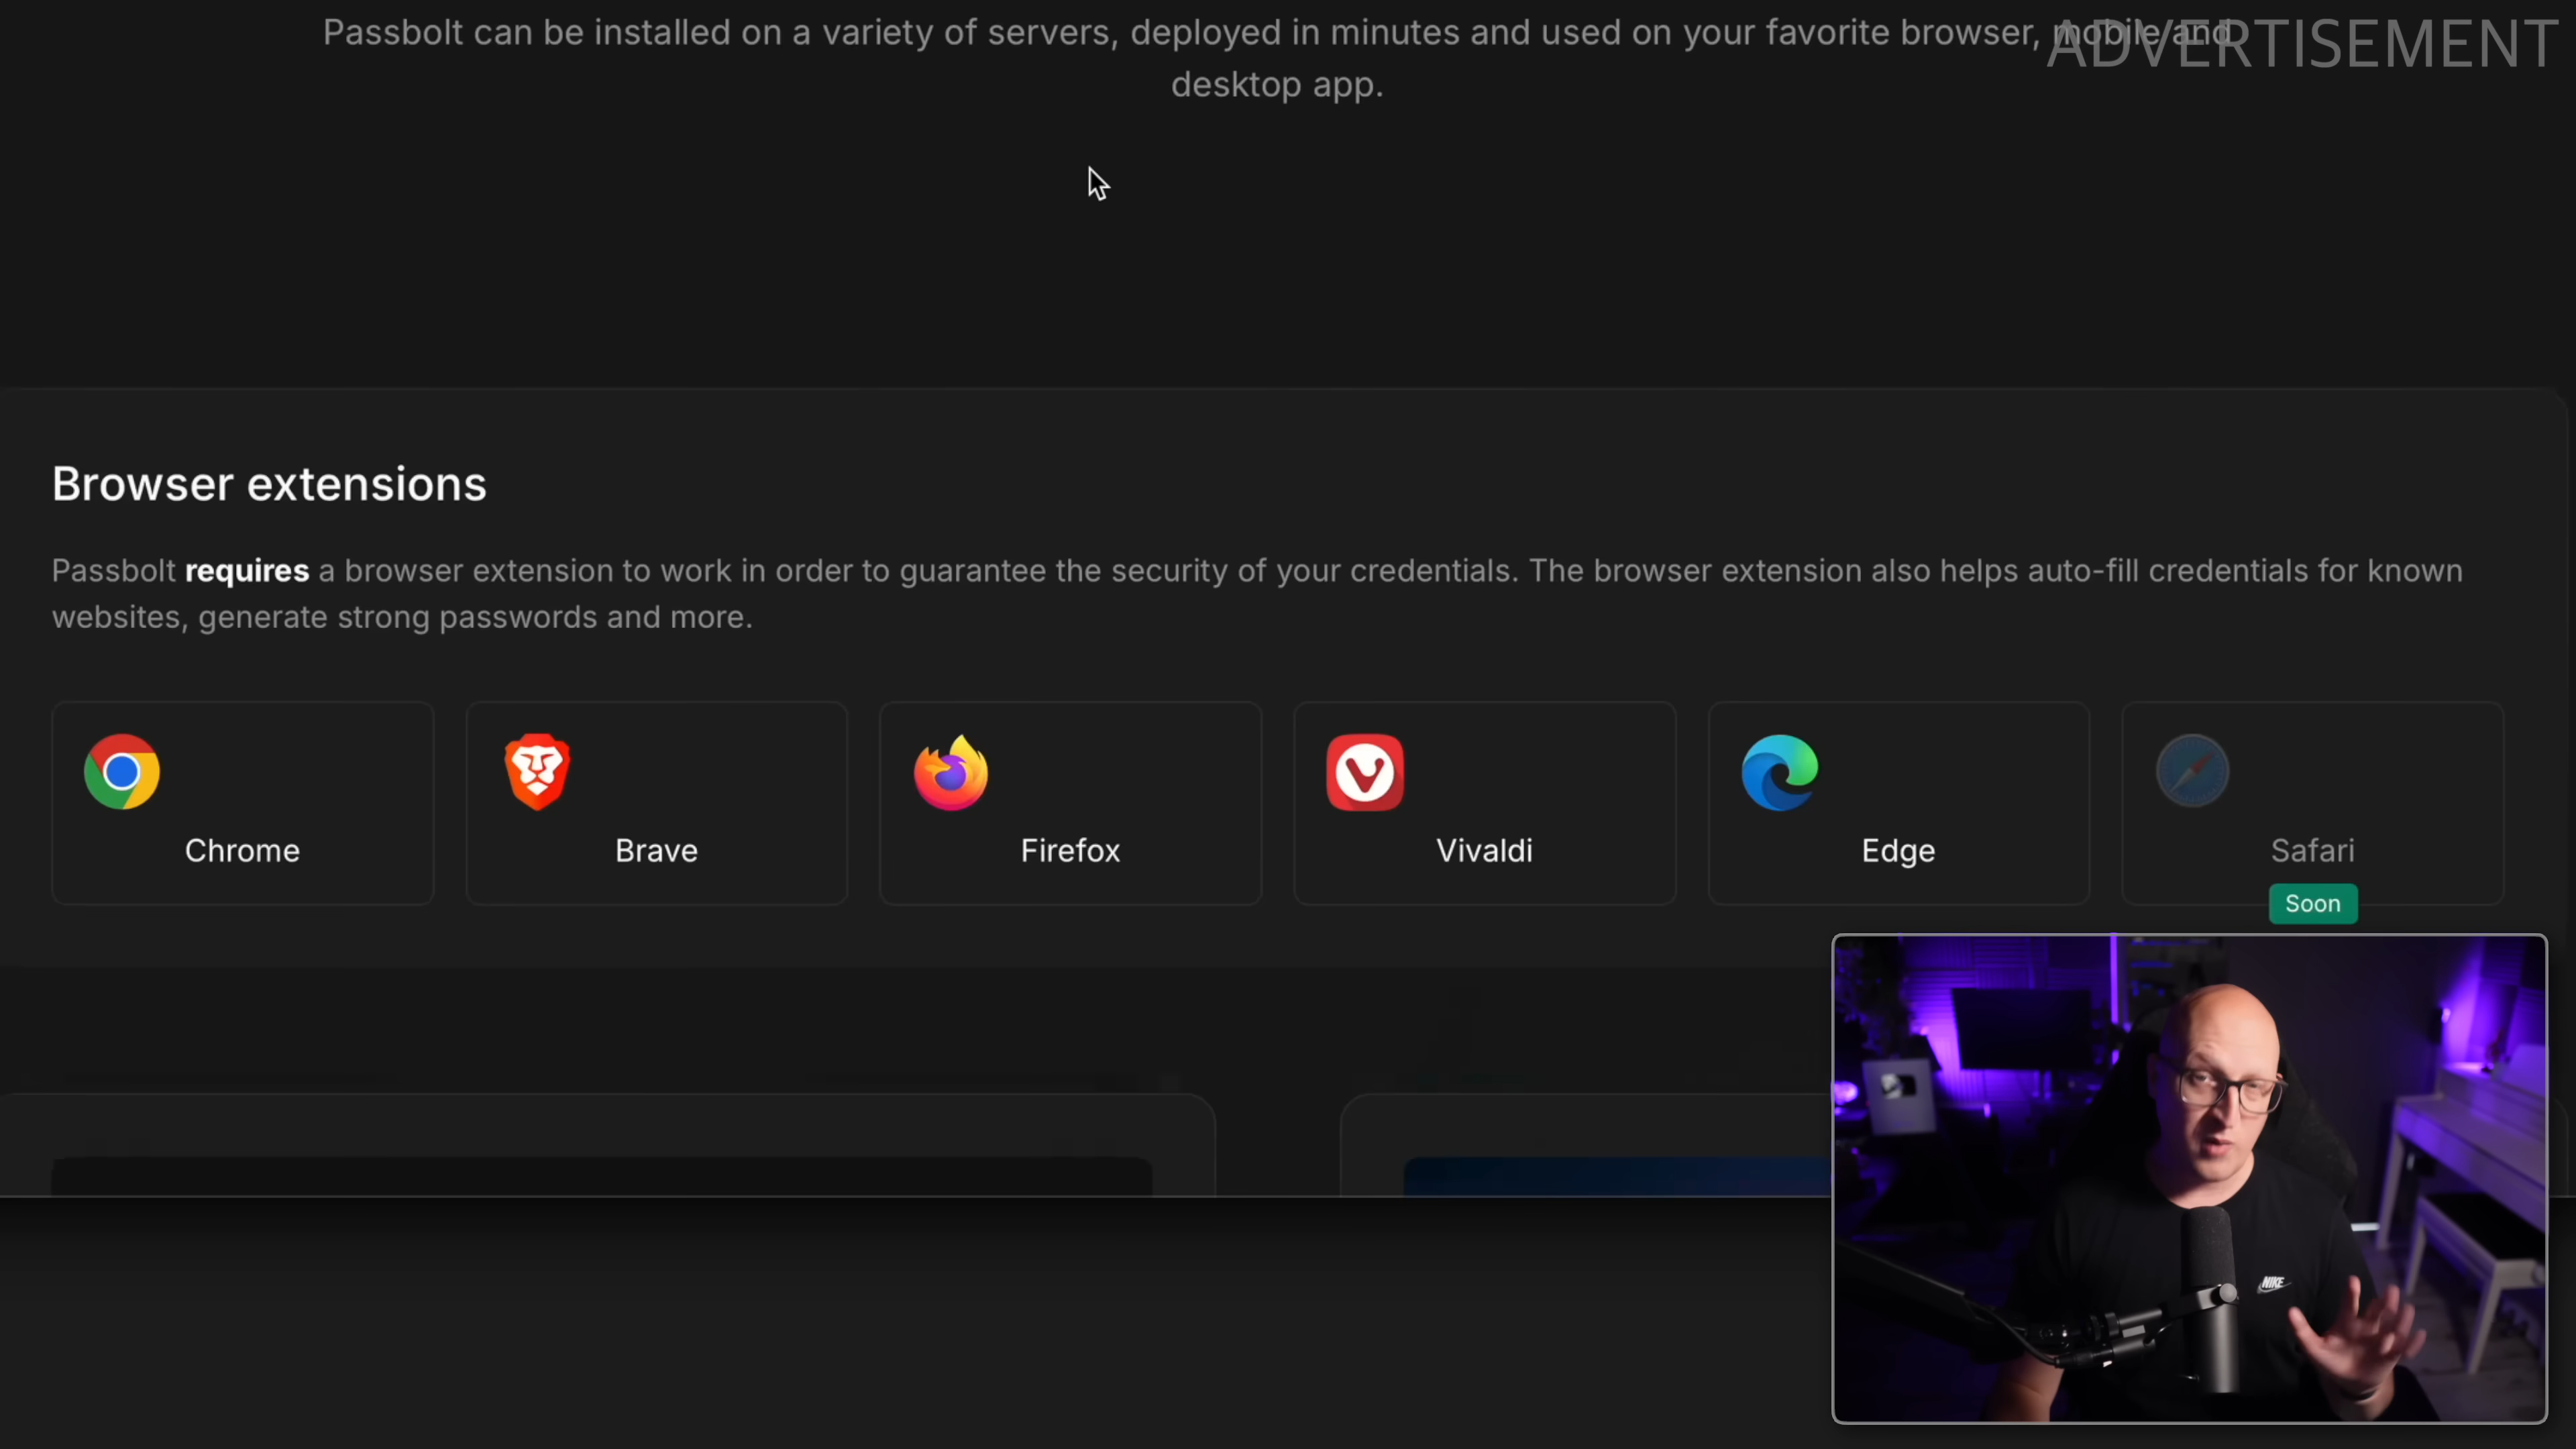 Passbolt can be installed on a variety of servers, deployed in minutes and used on your favorite browser, mobile and
ADVERTISEMENT
desktop app.
Browser extensions
Passbolt requires a browser extension to work in order to guarantee the security of your credentials. The browser extension also helps auto-fill credentials for known
websites, generate strong passwords and more.
Chrome
Brave
Firefox
Vivaldi
Edge
Safari
Soon
NIKE